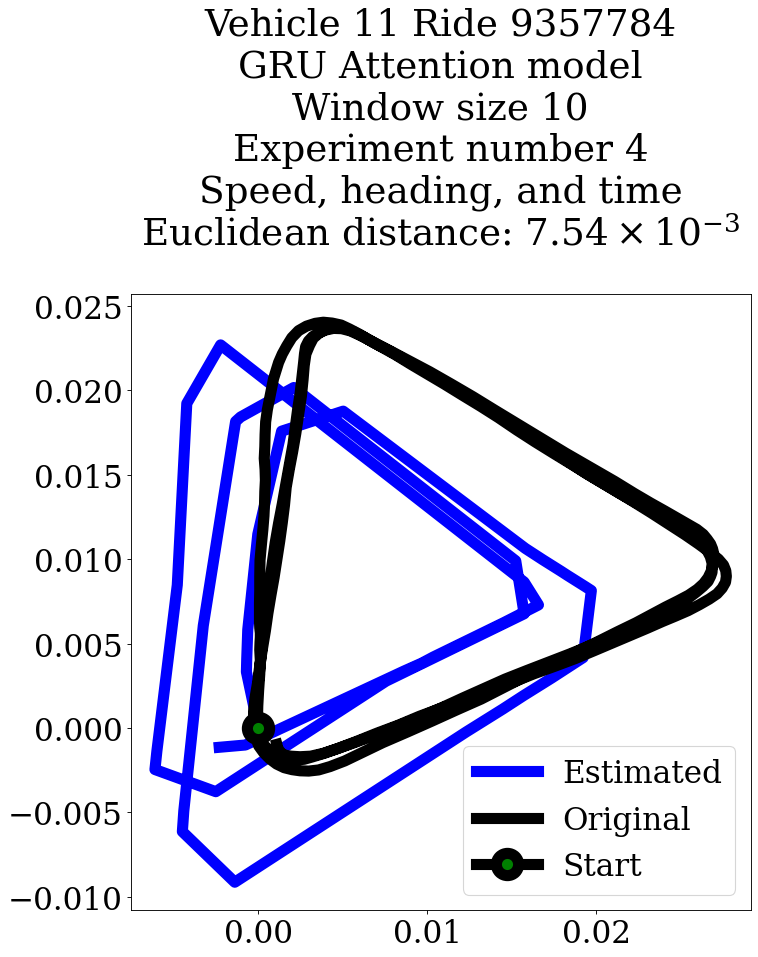 Vehicle 11 Ride 9357784
GRU Attention model
Window size 10
Experiment number 4
Speed, heading, and time
Euclidean distance: 7.54 × 10⁻³
0.025
0.020
0.015
0.010
0.005
0.000
−0.005
−0.010
0.00 0.01 0.02
Estimated
Original
Start